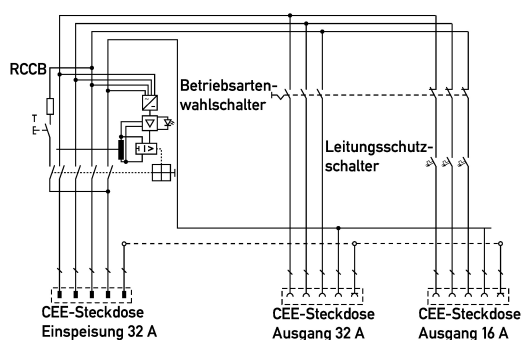 RCCB
Betriebsarten-
wahlschalter
Leitungsschutz-
schalter
T
E
I>
CEE-Steckdose
Einspeisung 32 A
CEE-Steckdose
Ausgang 32 A
CEE-Steckdose
Ausgang 16 A